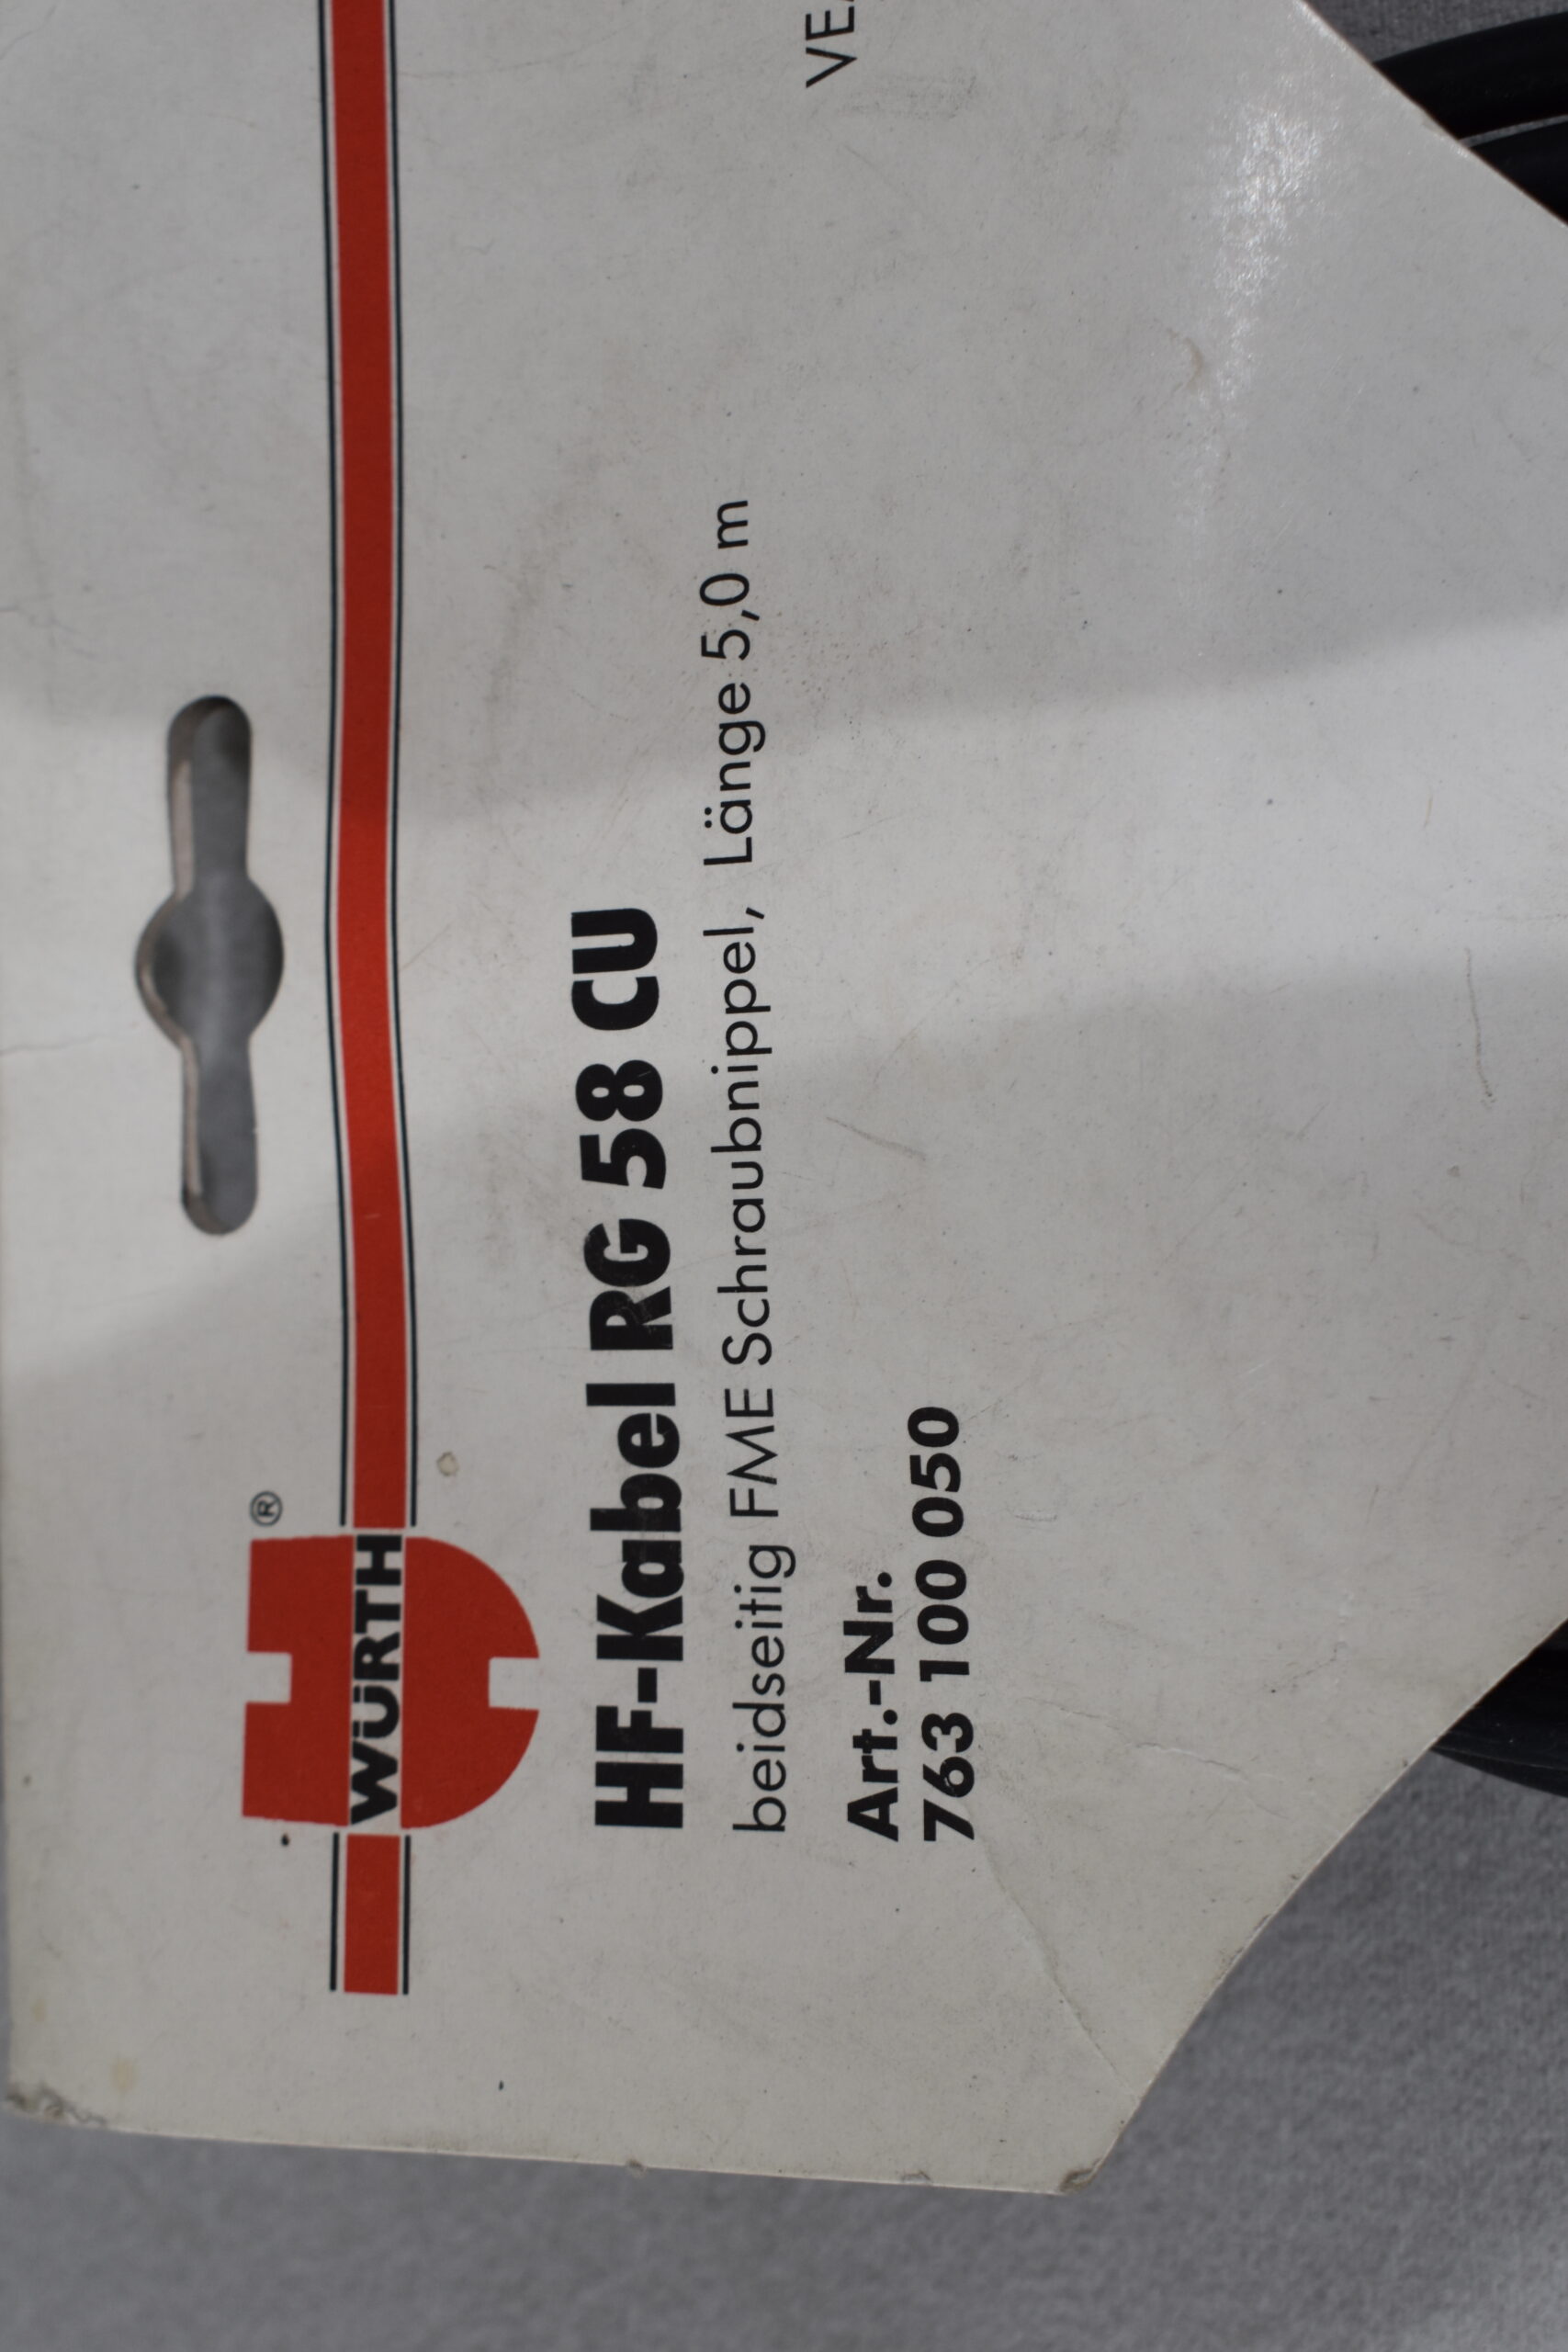 WÜRTH®
HF-Kabel RG 58 CU
beidseitig FME Schraubnippel, Länge 5,0 m
Art.-Nr.
763 100 050